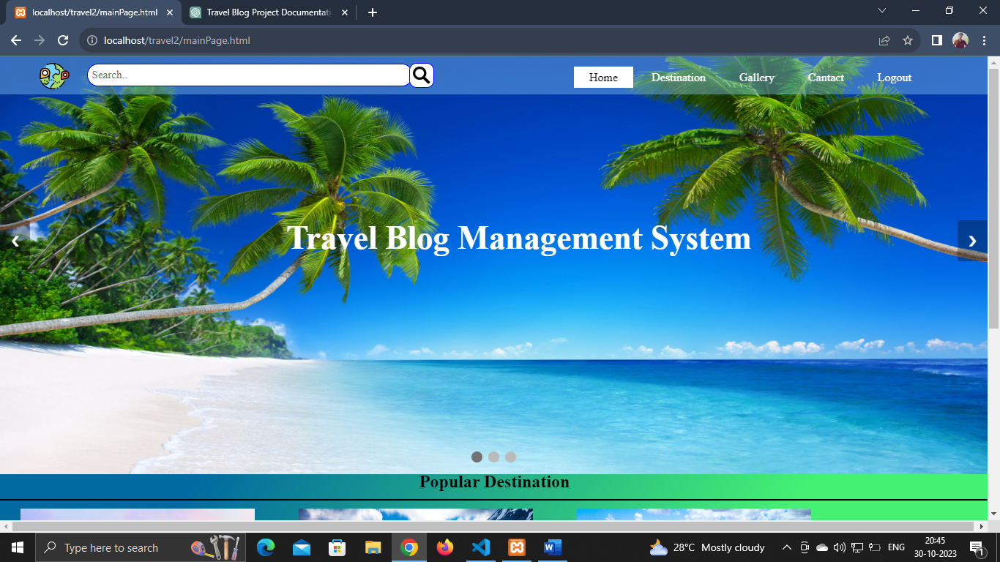 localhost/travel2/mainPage.html
Travel Blog Project Documentati
localhost/travel2/mainPage.html
Search..
Home Destination Gallery Cantact Logout
Travel Blog Management System
Popular Destination
Type here to search
28°C Mostly cloudy
ENG
20:45
30-10-2023
1